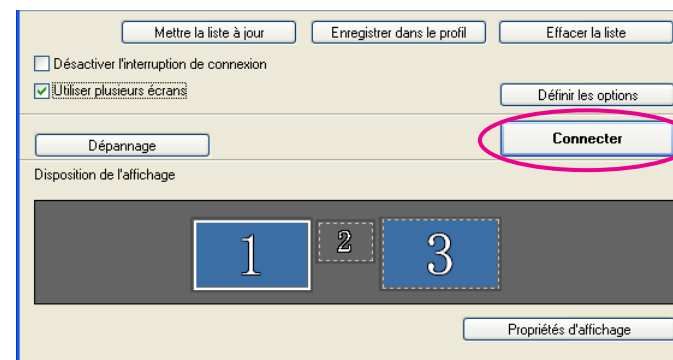 Mettre la liste à jour Enregistrer dans le profil Effacer la liste
Désactiver l'interruption de connexion
Utiliser plusieurs écrans
Définir les options
Connecter
Dépannage
Disposition de l'affichage
1 2 3
Propriétés d'affichage